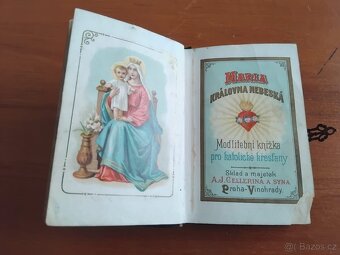 MARIA
KRÁLOVNA NEBESKÁ
Modlitební knížka
pro katolické křesťany
Sklad a majetek
A. J. CELLERINA A SYNA
Praha-Vinohrady.
Bazoš.cz